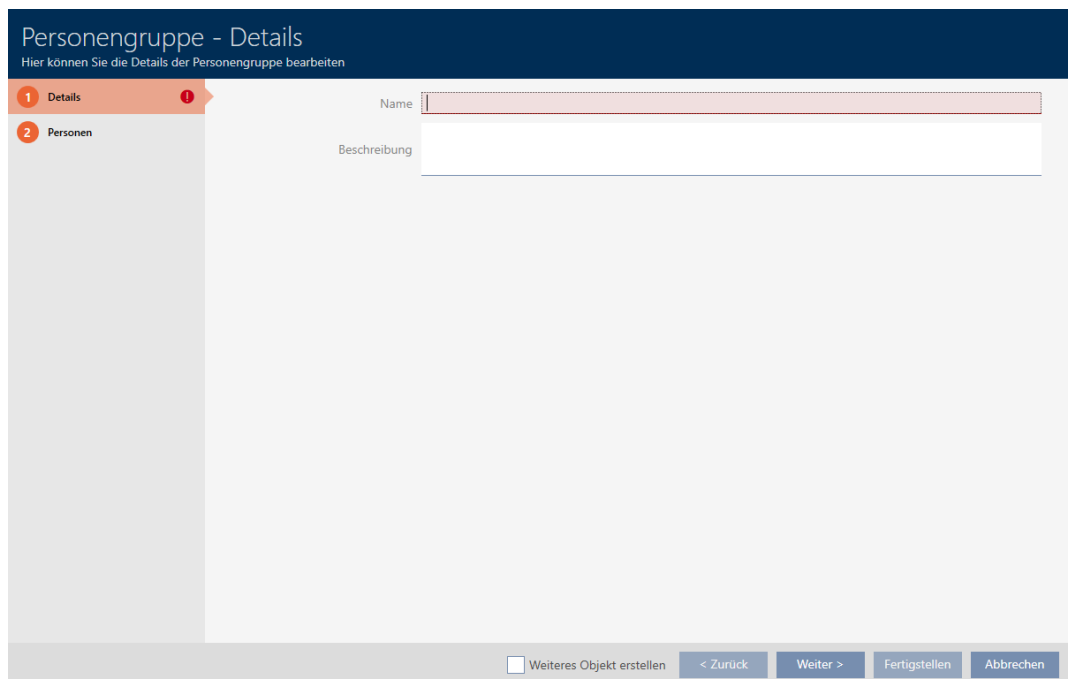 Personengruppe - Details
Hier können Sie die Details der Personengruppe bearbeiten
1 Details !
2 Personen
Name
Beschreibung
Weiteres Objekt erstellen < Zurück Weiter > Fertigstellen Abbrechen